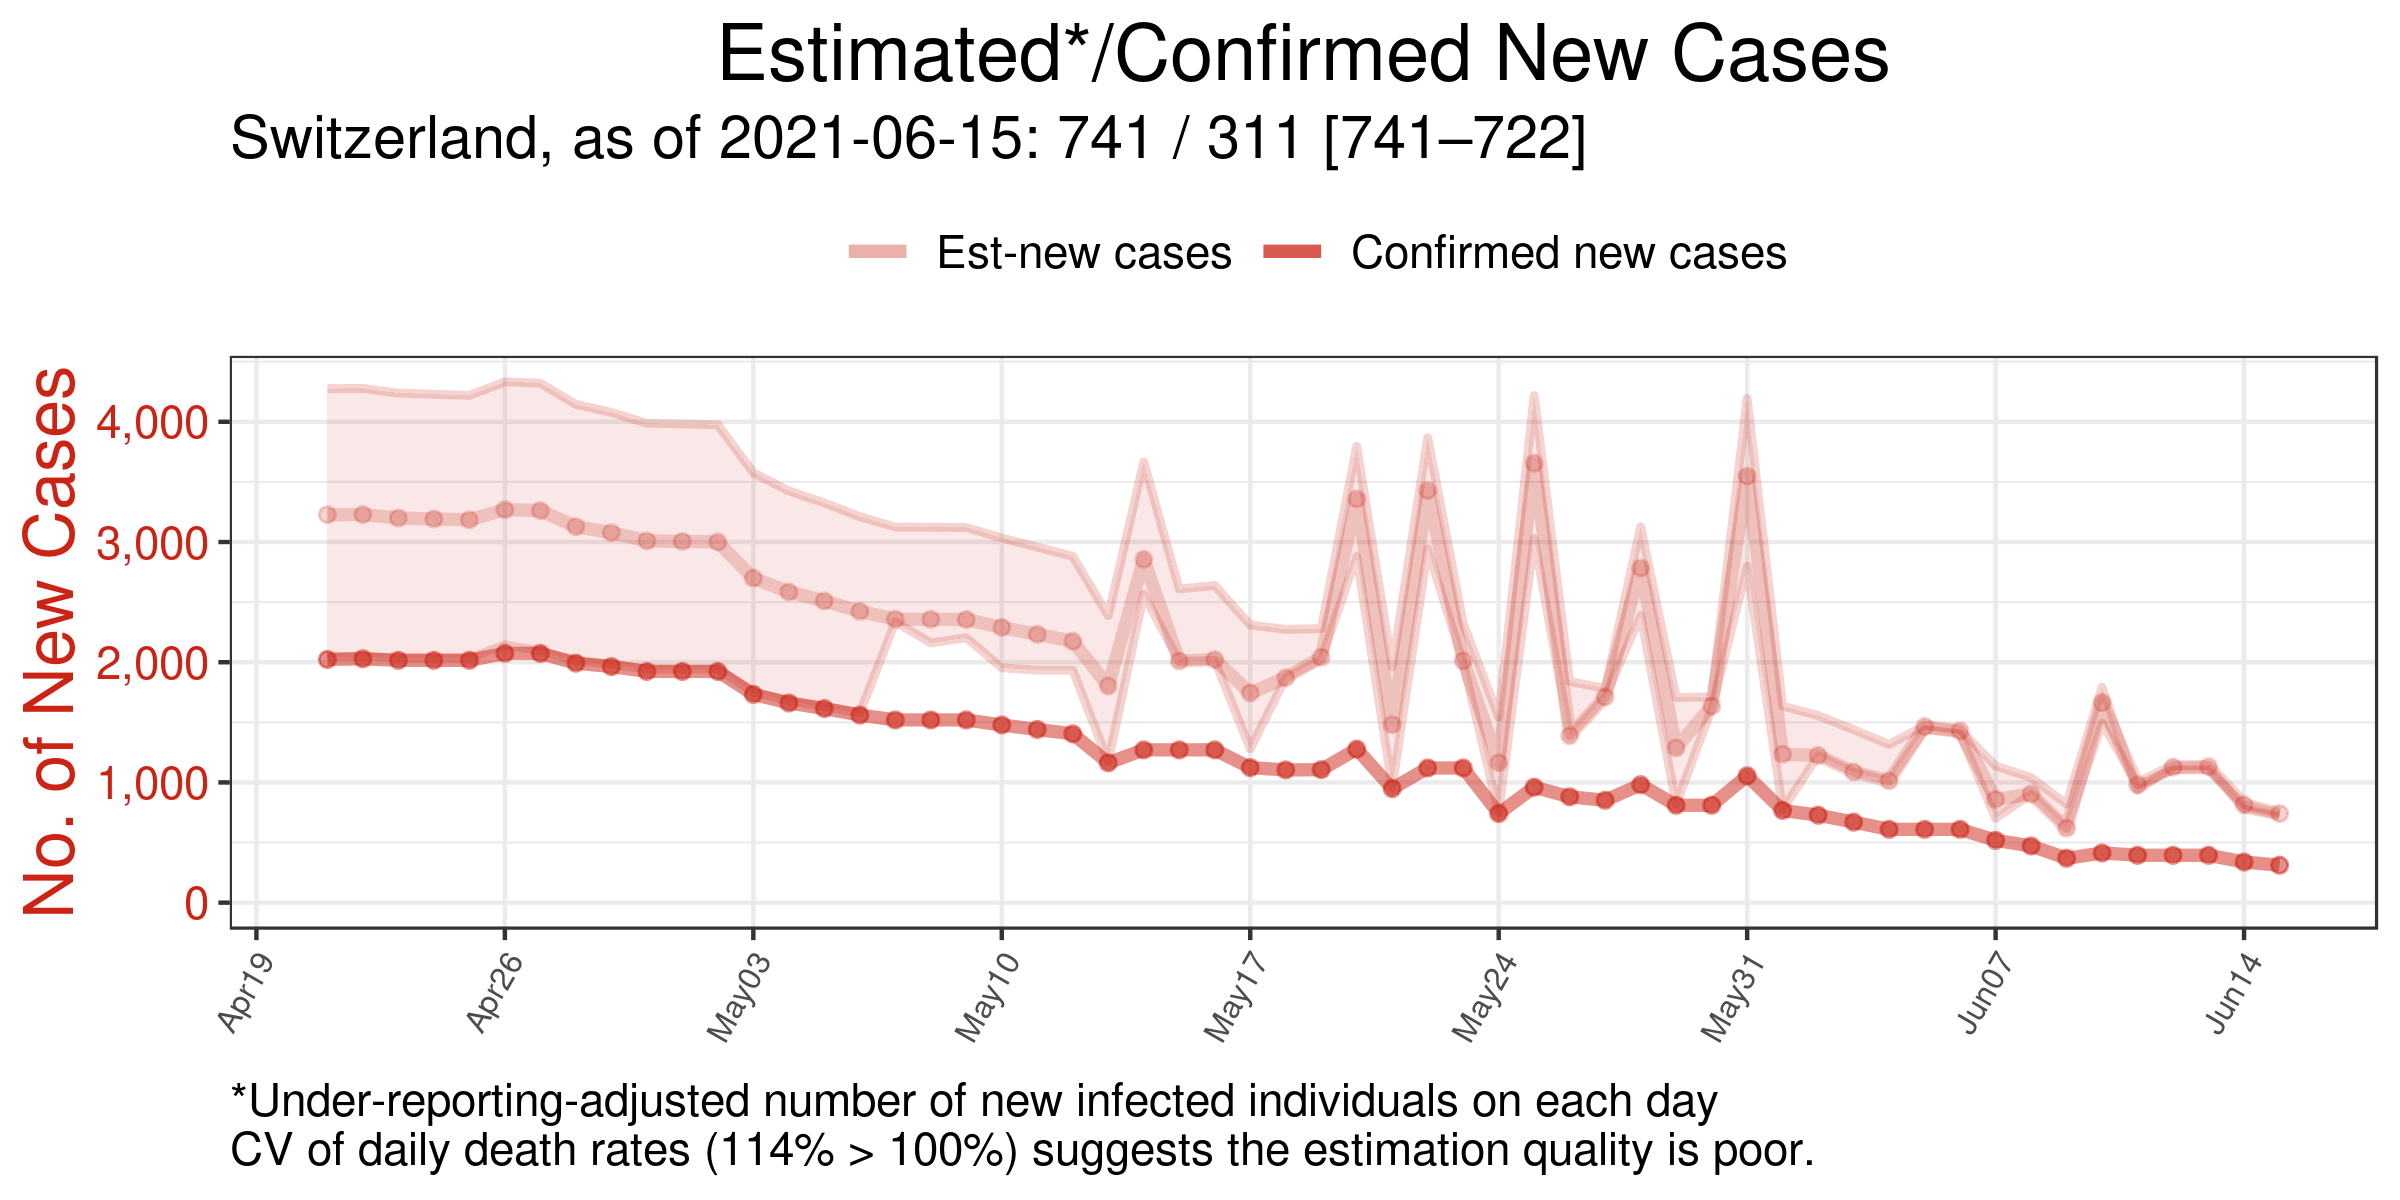 Estimated*/Confirmed New Cases
Switzerland, as of 2021-06-15: 741 / 311 [741–722]
Est-new cases
Confirmed new cases
No. of New Cases
4,000
3,000
2,000
1,000
0
Apr19
Apr26
May03
May10
May17
May24
May31
Jun07
Jun14
*Under-reporting-adjusted number of new infected individuals on each day
CV of daily death rates (114% > 100%) suggests the estimation quality is poor.